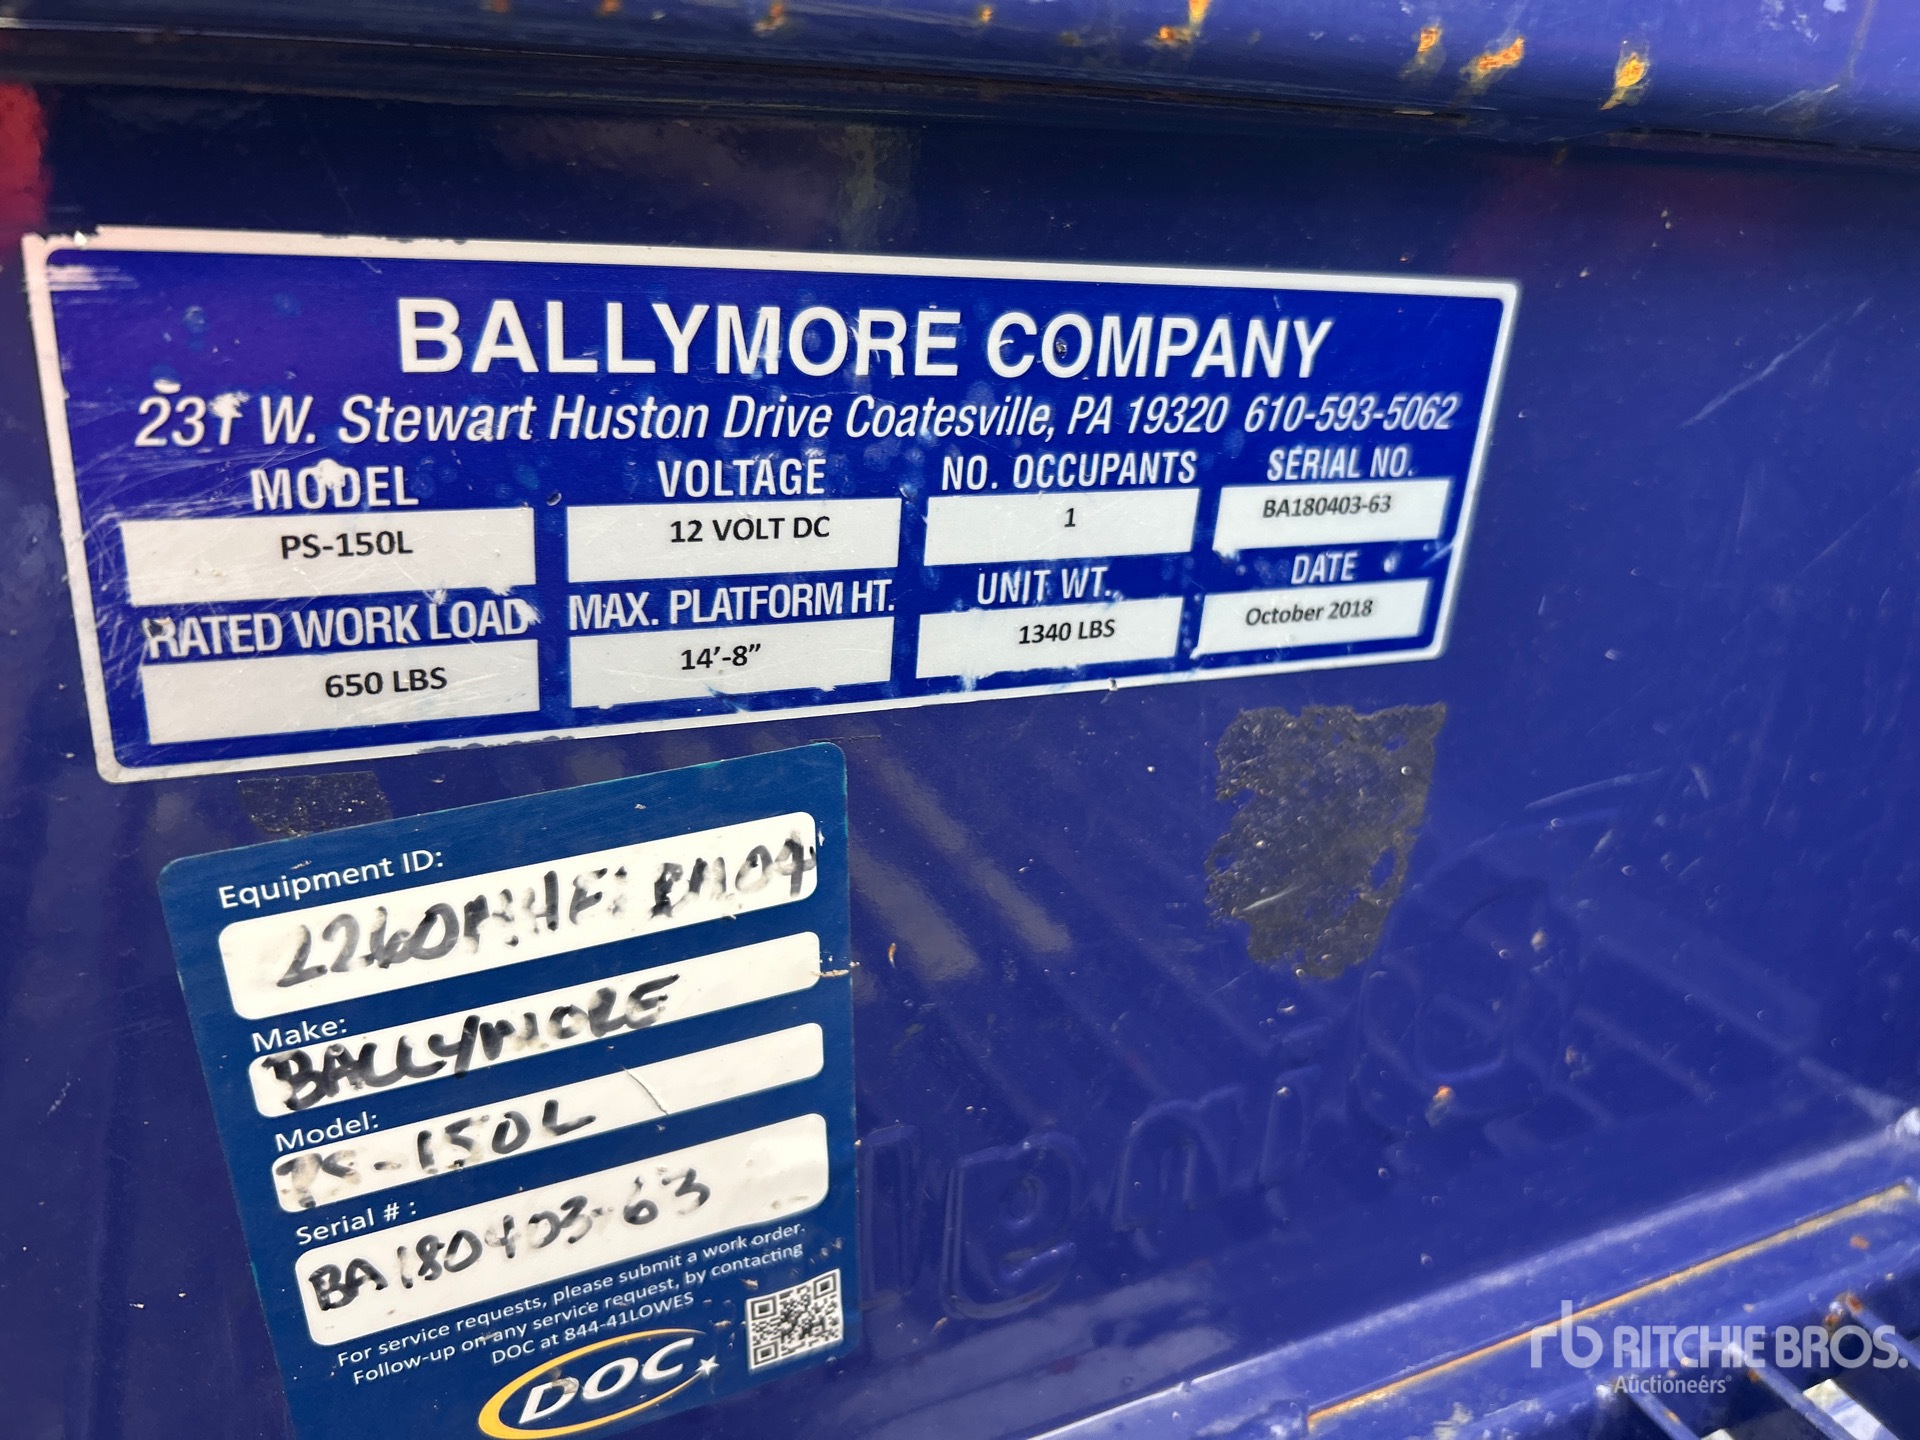 BALLYMORE COMPANY
231 W. Stewart Huston Drive Coatesville, PA 19320 610-593-5062
MODEL VOLTAGE NO. OCCUPANTS SERIAL NO.
PS-150L 12 VOLT DC 1 BA180403-63
RATED WORK LOAD MAX. PLATFORM HT. UNIT WT. DATE
650 LBS 14'-8" 1340 LBS October 2018
Equipment ID:
Make:
BALLYMORE
Model:
PS-150L
Serial # :
BA180403-63
For service requests, please submit a work order.
Follow-up on any service request, by contacting
DOC at 844-41LOWES
DOC
rb RITCHIE BROS.
Auctioneers